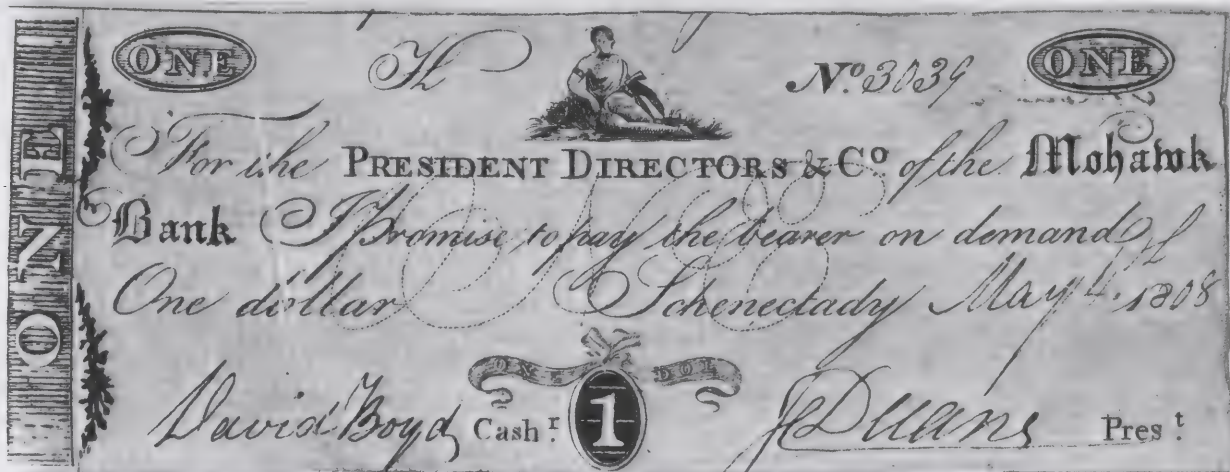 ONE
ONE
H
Nº 3039
ONE
For the PRESIDENT DIRECTORS & Cº of the Mohawk
Bank I Promise to pay the bearer on demand
One dollar Schenectady May 4. 1808
ONE DOL
David Boyd Cashr. 1 Duane Prest.